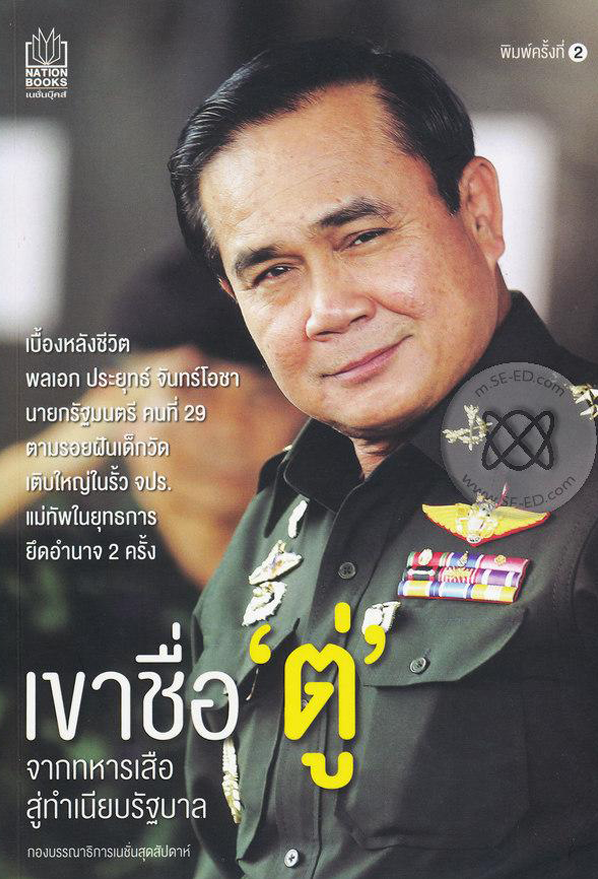 NATION
BOOKS
เนชั่นบุ๊คส์
พิมพ์ครั้งที่ 2
เบื้องหลังชีวิต
พลเอก ประยุทธ์ จันทร์โอชา
นายกรัฐมนตรี คนที่ 29
ตามรอยฝันเด็กวัด
เติบใหญ่ในรั้ว จปร.
แม่ทัพในยุทธการ
ยึดอำนาจ 2 ครั้ง
m.SE-ED.com
www.SE-ED.com
เขาชื่อ 'ตู่'
จากทหารเสือ
สู่ทำเนียบรัฐบาล
กองบรรณาธิการเนชั่นสุดสัปดาห์